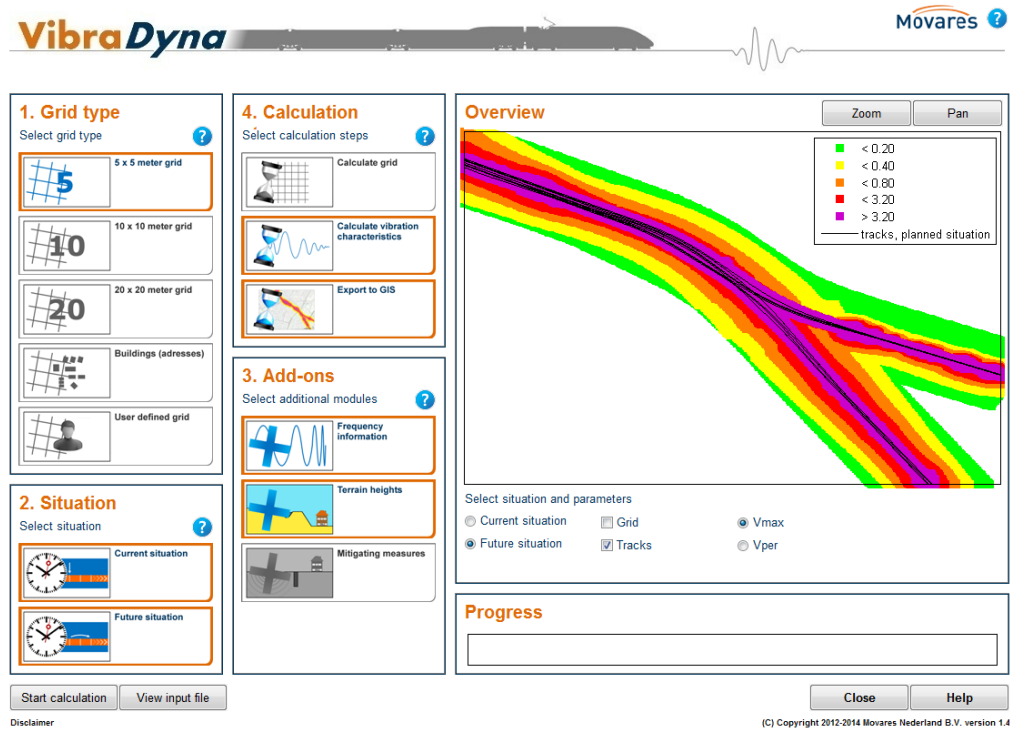 VibraDyna
Movares ?
1. Grid type
Select grid type ?
5 x 5 meter grid
5
10 x 10 meter grid
10
20 x 20 meter grid
20
Buildings (adresses)
User defined grid
2. Situation
Select situation ?
Current situation
Future situation
4. Calculation
Select calculation steps ?
Calculate grid
Calculate vibration
characteristics
Export to GIS
3. Add-ons
Select additional modules ?
Frequency
information
Terrain heights
Mitigating measures
Overview
Zoom Pan
< 0.20
< 0.40
< 0.80
< 3.20
> 3.20
tracks, planned situation
Select situation and parameters
Current situation Grid Vmax
Future situation Tracks Vper
Progress
Start calculation View input file
Close Help
Disclaimer
(C) Copyright 2012-2014 Movares Nederland B.V. version 1.4